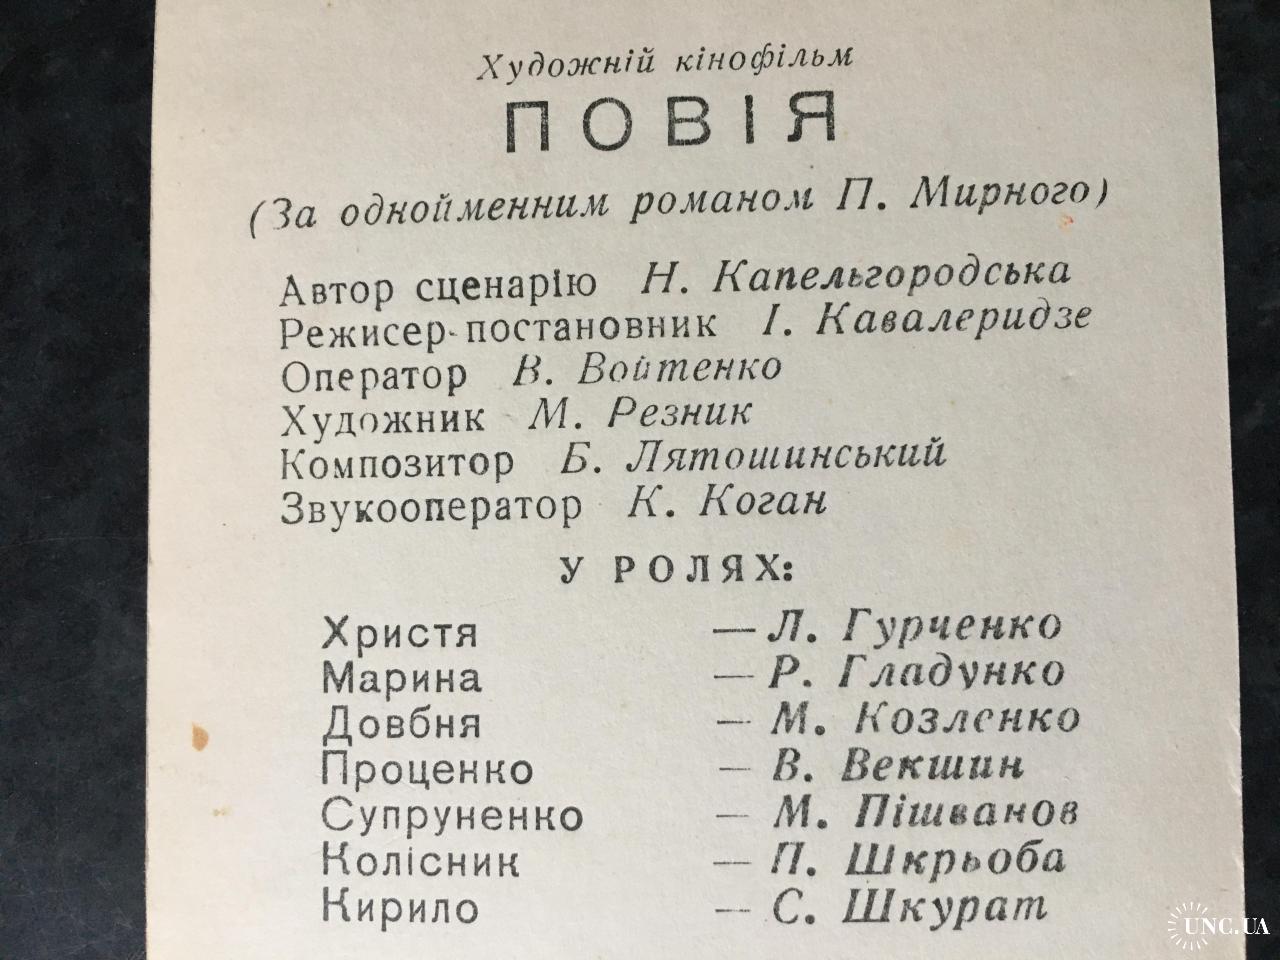 Художній кінофільм
ПОВІЯ
(За однойменним романом П. Мирного)
Автор сценарію Н. Капельгородська
Режисер-постановник І. Кавалеридзе
Оператор В. Войтенко
Художник М. Резник
Композитор Б. Лятошинський
Звукооператор К. Коган
У РОЛЯХ:
Христя — Л. Гурченко
Марина — Р. Гладунко
Довбня — М. Козленко
Проценко — В. Векшин
Супруненко — М. Пішванов
Колісник — П. Шкрьоба
Кирило — С. Шкурат
UNC.UA